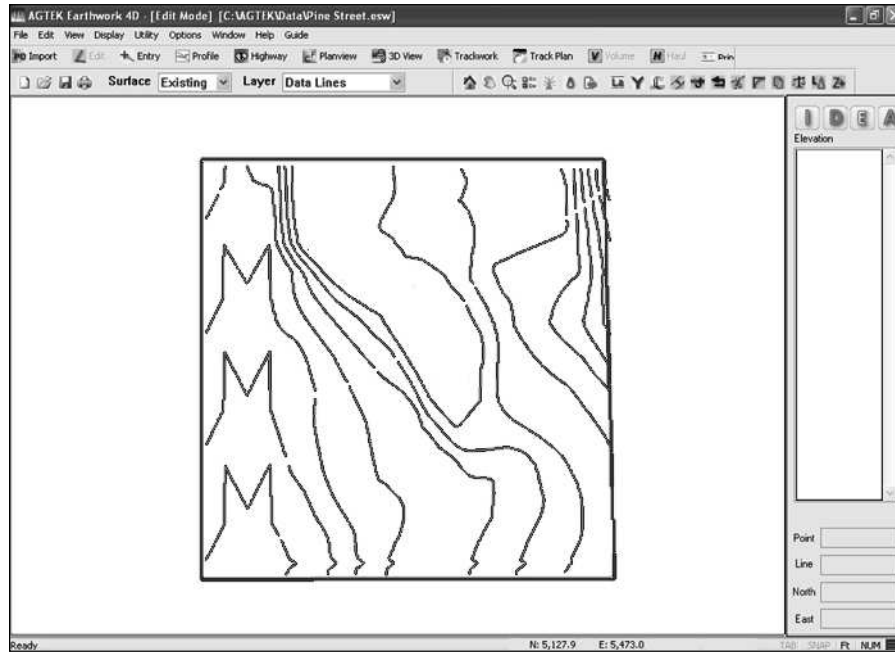 AGTEK Earthwork 4D - [Edit Mode] [C:\AGTEK\Data\Pine Street.esw]
File Edit View Display Utility Options Window Help Guide
Import Edit Entry Profile Highway Planview 3D View Trackwork Track Plan Volume Haul Prin
Surface Existing Layer Data Lines
I D E A
Elevation
Point
Line
North
East
Ready N: 5,127.9 E: 5,473.0 TAB SNAP Ft NUM